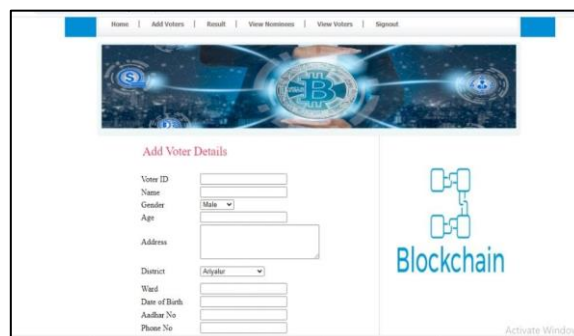 Home | Add Voters | Result | View Nominees | View Voters | Signout
Add Voter Details
Voter ID
Name
Gender Male
Age
Address
District Ariyalur
Ward
Date of Birth
Aadhar No
Phone No
Blockchain
Activate Window